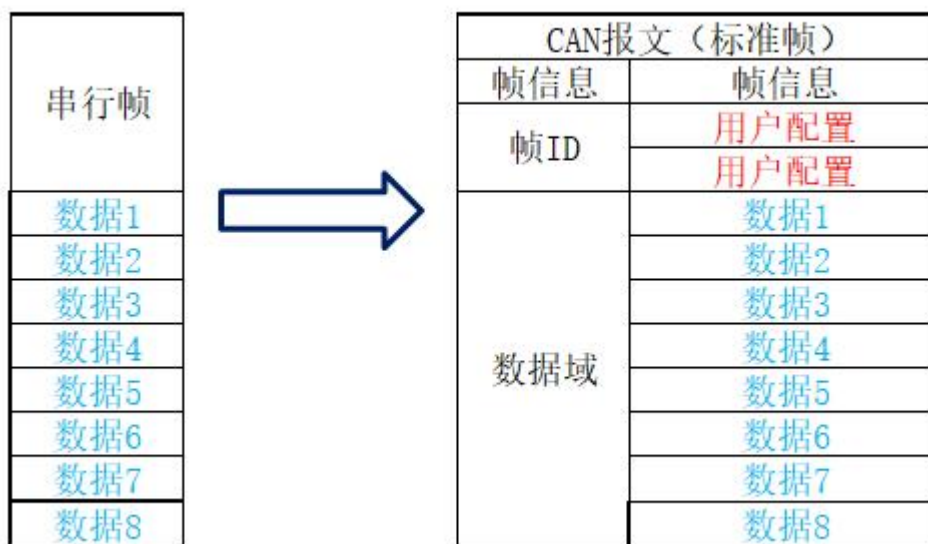 串行帧
数据1
数据2
数据3
数据4
数据5
数据6
数据7
数据8
CAN报文（标准帧）
帧信息 帧信息
帧ID 用户配置
用户配置
数据域
数据1
数据2
数据3
数据4
数据5
数据6
数据7
数据8